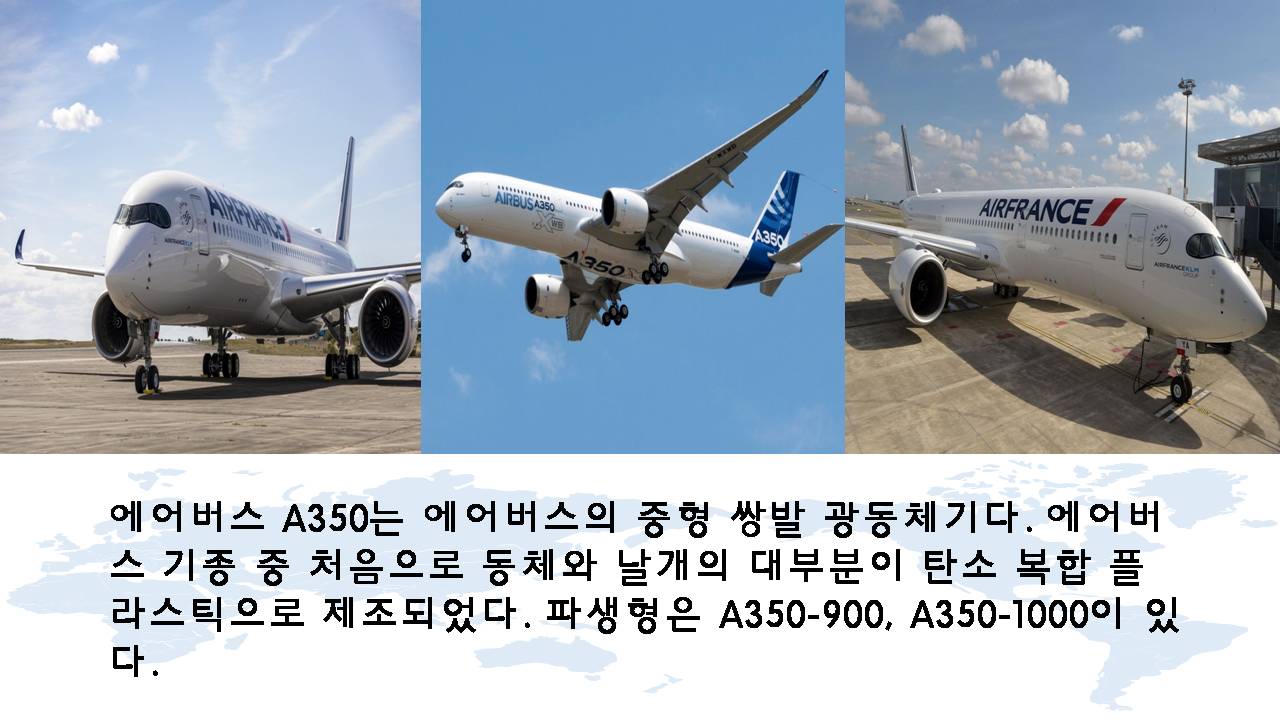 AIRFRANCE
AIRFRANCEKLM
AIRBUS A350
XWB
A350
A350
AIRFRANCE
AIRFRANCEKLM
GROUP
YA
에어버스 A350는 에어버스의 중형 쌍발 광동체기다. 에어버
스 기종 중 처음으로 동체와 날개의 대부분이 탄소 복합 플
라스틱으로 제조되었다. 파생형은 A350-900, A350-1000이 있
다.